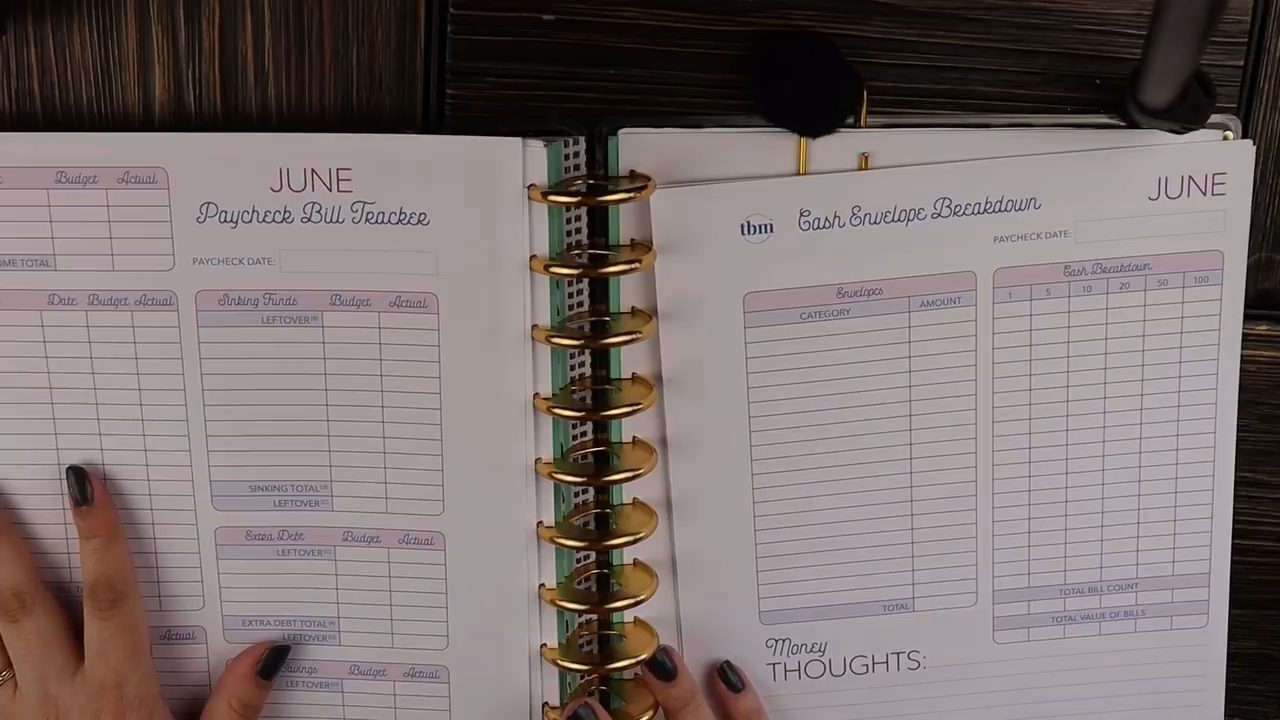 Budget Actual
OME TOTAL
Date Budget Actual
Actual
JUNE
Paycheck Bill Tracker
PAYCHECK DATE:
Sinking Funds Budget Actual
LEFTOVER
SINKING TOTAL
LEFTOVER
Extra Debt Budget Actual
LEFTOVER
EXTRA DEBT TOTAL
LEFTOVER
Savings Budget Actual
LEFTOVER
JUNE
tbm Cash Envelope Breakdown
PAYCHECK DATE:
Envelopes
CATEGORY AMOUNT
TOTAL
Cash Breakdown
1 5 10 20 50 100
TOTAL BILL COUNT
TOTAL VALUE OF BILLS
Money
THOUGHTS: